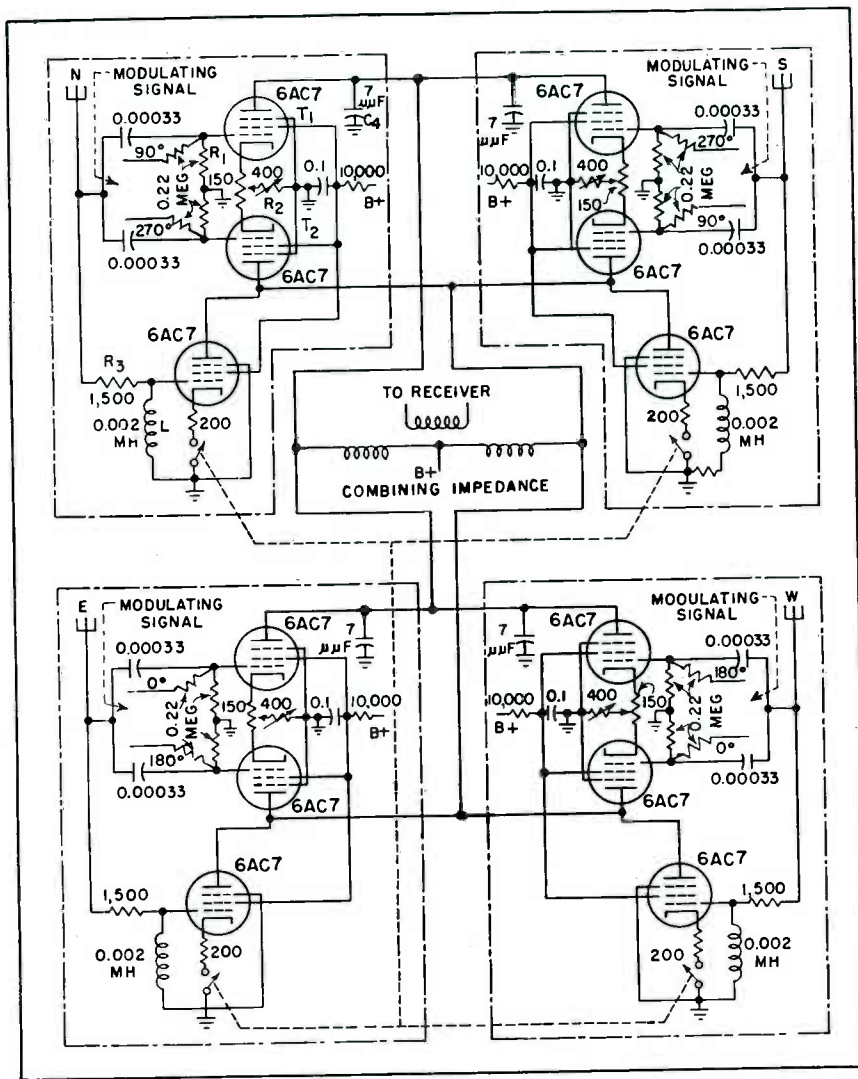 N
MODULATING
SIGNAL
6AC7
T1
7
μμF
C4
0.00033
90°
R1
0.22
MEG
150
400
R2
0.1
10,000
B+
270°
T2
0.00033
6AC7
R3
1,500
0.002
MH
L
200
7
μμF
6AC7
MODULATING
SIGNAL
S
0.00033
270°
10,000
0.1
400
B+
150
0.22
MEG
90°
0.00033
6AC7
1,500
200
0.002
MH
TO RECEIVER
B+
COMBINING IMPEDANCE
E
MODULATING
SIGNAL
6AC7
7
μμF
0.00033
0°
0.22
MEG
150
400
0.1
10,000
B+
180°
0.00033
6AC7
6AC7
1,500
0.002
MH
200
7
μμF
6AC7
MODULATING
SIGNAL
W
0.00033
180°
10,000
0.1
400
150
B+
0.22
MEG
0°
0.00033
6AC7
6AC7
1,500
200
0.002
MH